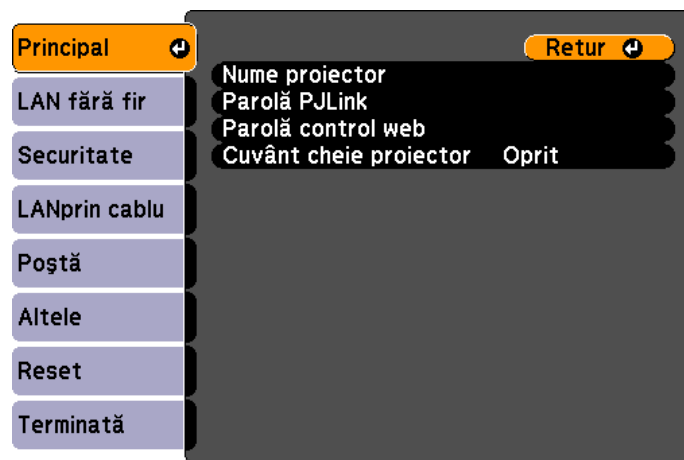 Principal
LAN fără fir
Securitate
LANprin cablu
Poştă
Altele
Reset
Terminată
Retur
Nume proiector
Parolă PJLink
Parolă control web
Cuvânt cheie proiector Oprit